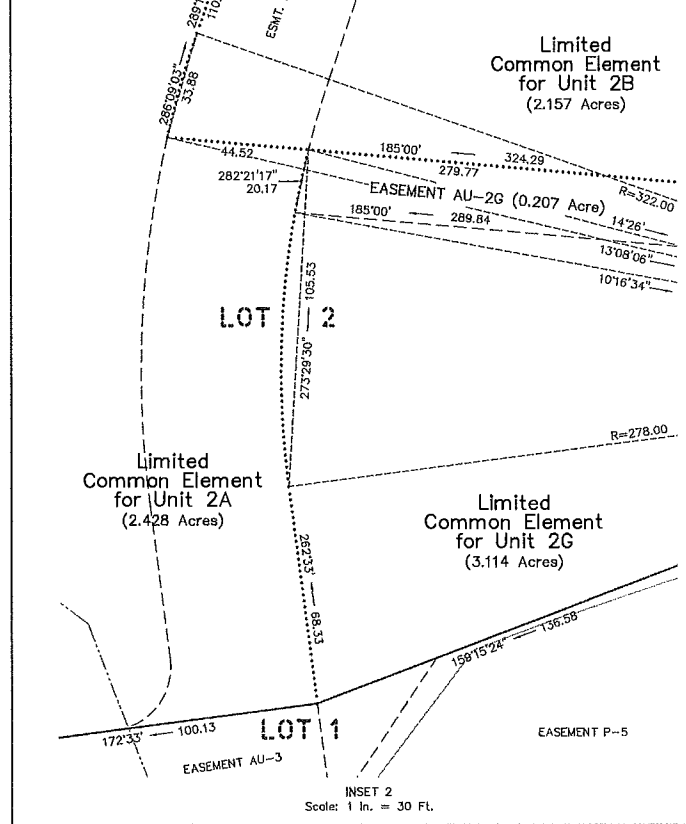 289°1
110.
ESMT.
286°09'03"
33.88
Limited
Common Element
for Unit 2B
(2.157 Acres)
44.52
185°00'
279.77
324.29
282°21'17"
20.17
EASEMENT AU-2G (0.207 Acre)
R=322.00
185°00'
289.84
14°26'
13°08'06"
10°16'34"
LOT 2
105.53
273°29'30"
R=278.00
Limited
Common Element
for Unit 2A
(2.428 Acres)
Limited
Common Element
for Unit 2G
(3.114 Acres)
262°33'
68.33
159°15'24"
136.58
172°33'
100.13
LOT 1
EASEMENT AU-3
EASEMENT P-5
INSET 2
Scale: 1 In. = 30 Ft.